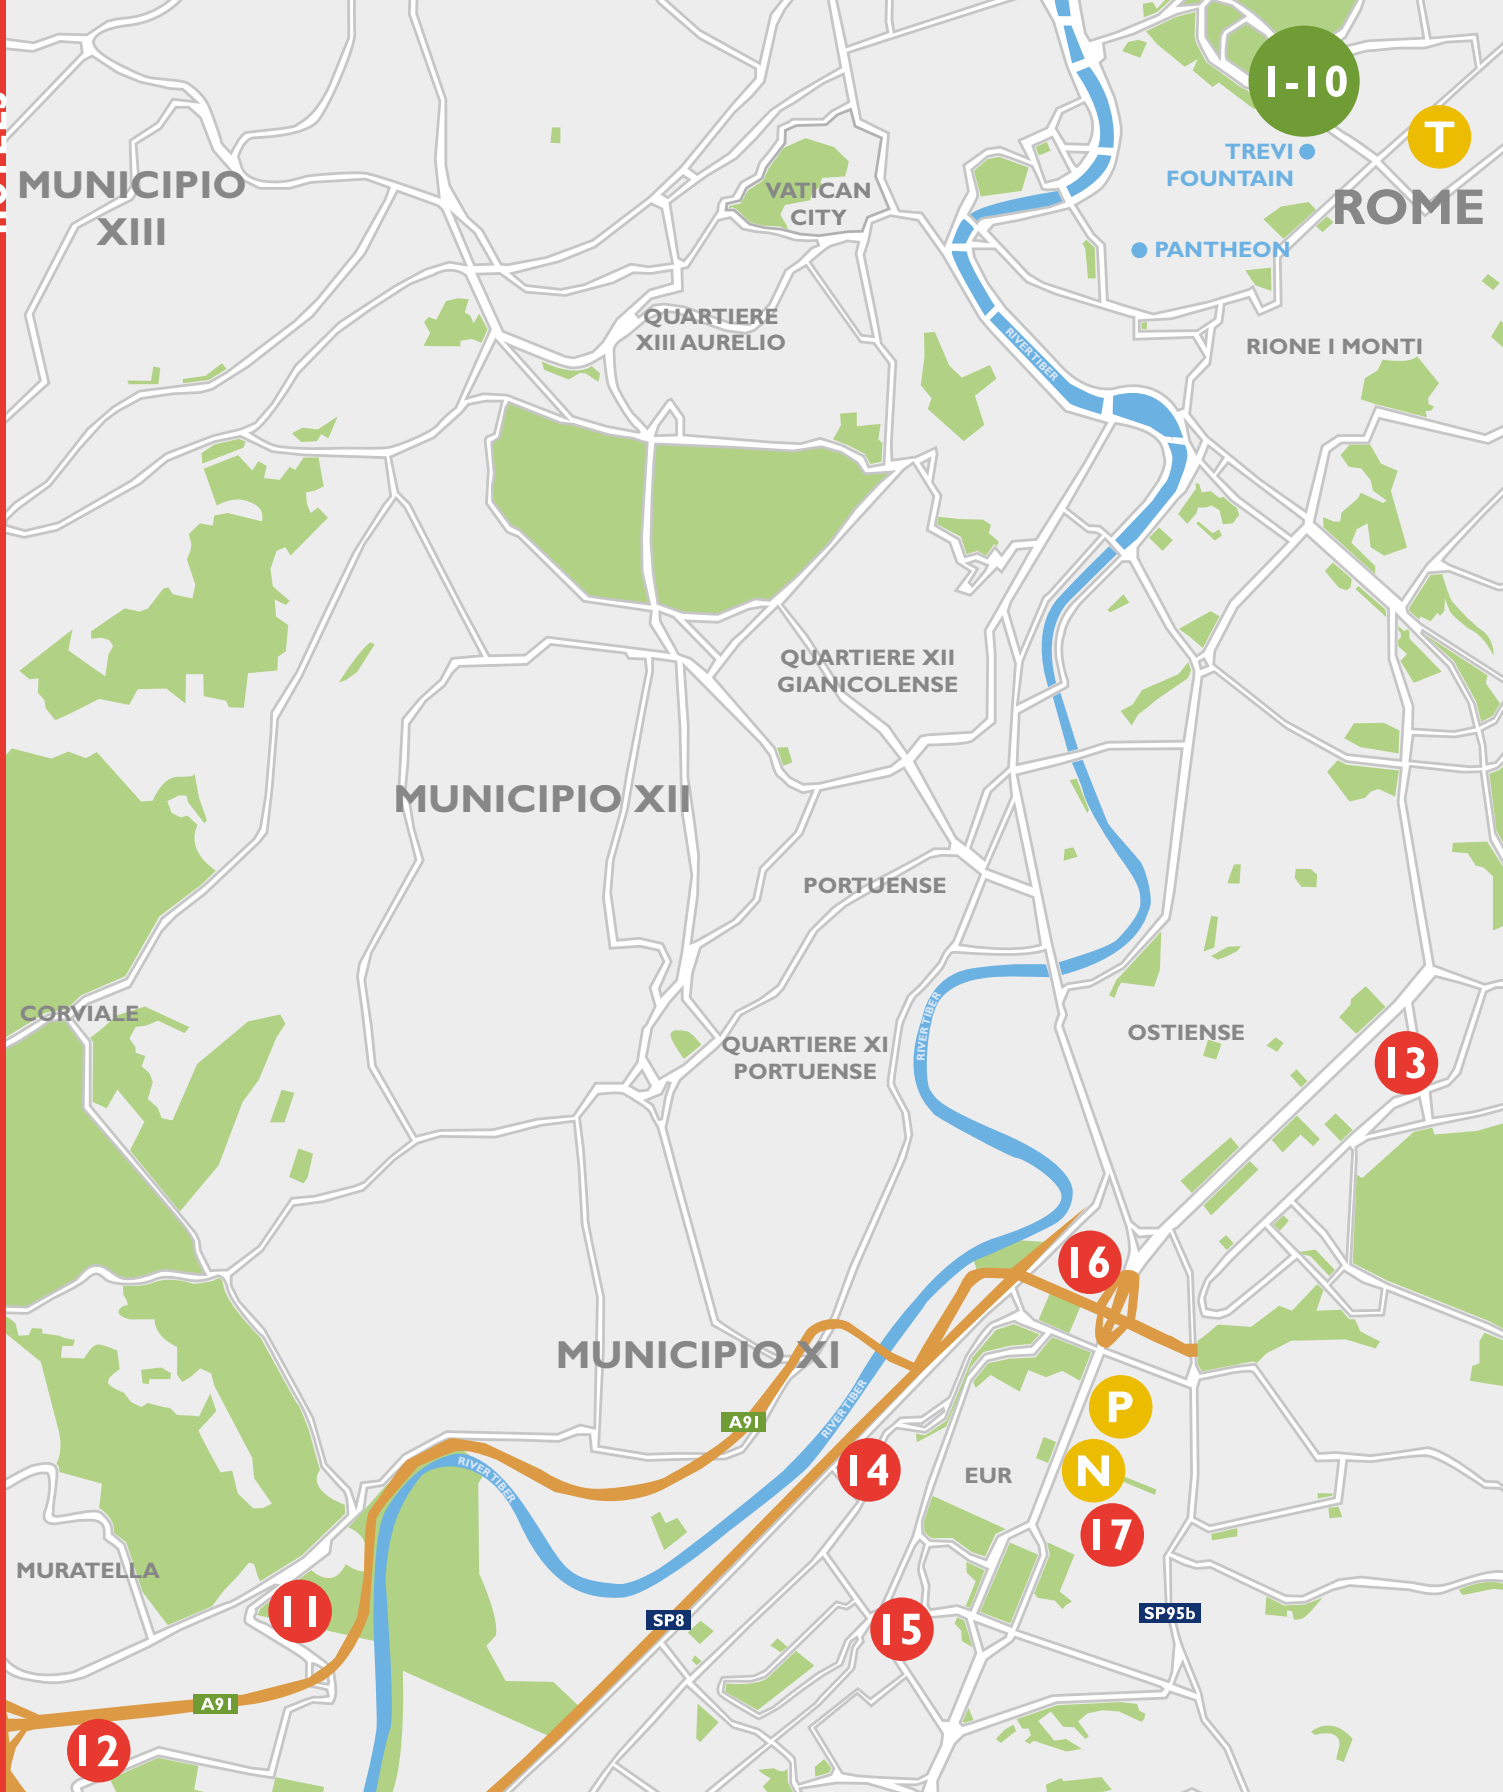 1-10
T
TREVI
FOUNTAIN
ROME
MUNICIPIO
XIII
VATICAN
CITY
PANTHEON
QUARTIERE
XIII AURELIO
RIVER TIBER
RIONE I MONTI
QUARTIERE XII
GIANICOLENSE
MUNICIPIO XII
PORTUENSE
CORVIALE
RIVER TIBER
OSTIENSE
QUARTIERE XI
PORTUENSE
13
16
MUNICIPIO XI
A91
RIVER TIBER
P
RIVER TIBER
14
EUR
N
17
MURATELLA
11
SP8
15
SP95b
A91
12